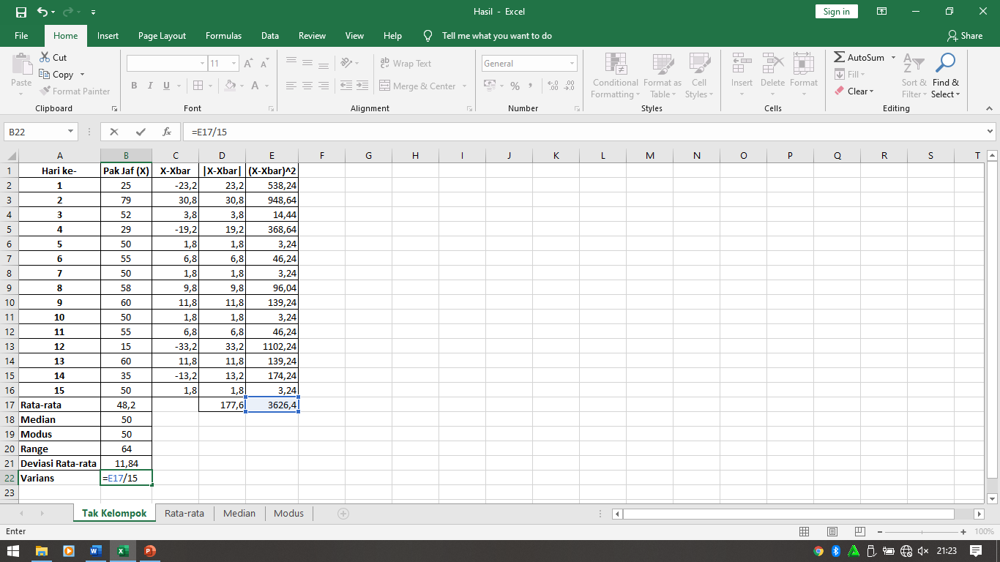 Hasil - Excel
Sign in
File Home Insert Page Layout Formulas Data Review View Help Tell me what you want to do Share
Paste
Cut
Copy
Format Painter
Clipboard
11 A A
B I U A
Font
ab Wrap Text
Merge & Center
Alignment
General
% , ,00 ,0
Number
Conditional Formatting
Format as Table
Cell Styles
Styles
Insert Delete Format
Cells
AutoSum
Fill
Clear
Sort & Filter
Find & Select
Editing
B22 fx =E17/15
A B C D E F G H I J K L M N O P Q R S T
1 Hari ke- Pak Jaf (X) X-Xbar |X-Xbar| (X-Xbar)^2
2 1 25 -23,2 23,2 538,24
3 2 79 30,8 30,8 948,64
4 3 52 3,8 3,8 14,44
5 4 29 -19,2 19,2 368,64
6 5 50 1,8 1,8 3,24
7 6 55 6,8 6,8 46,24
8 7 50 1,8 1,8 3,24
9 8 58 9,8 9,8 96,04
10 9 60 11,8 11,8 139,24
11 10 50 1,8 1,8 3,24
12 11 55 6,8 6,8 46,24
13 12 15 -33,2 33,2 1102,24
14 13 60 11,8 11,8 139,24
15 14 35 -13,2 13,2 174,24
16 15 50 1,8 1,8 3,24
17 Rata-rata 48,2 177,6 3626,4
18 Median 50
19 Modus 50
20 Range 64
21 Deviasi Rata-rata 11,84
22 Varians =E17/15
23
Tak Kelompok Rata-rata Median Modus
Enter 100%
21:23